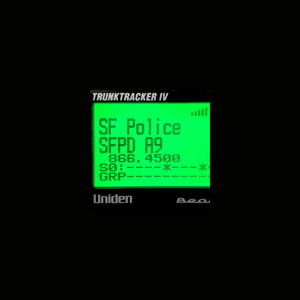 TRUNKTRACKER IV
SF Police
SFPD A9
866.4500
S0:----*---*-
GRP---------
Uniden